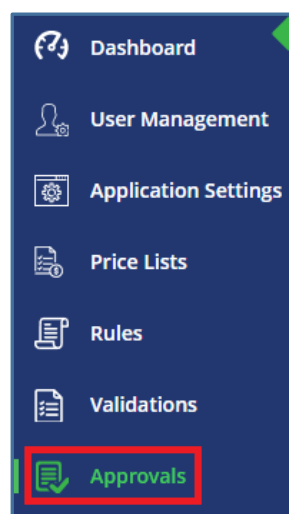 Dashboard
User Management
Application Settings
Price Lists
Rules
Validations
Approvals